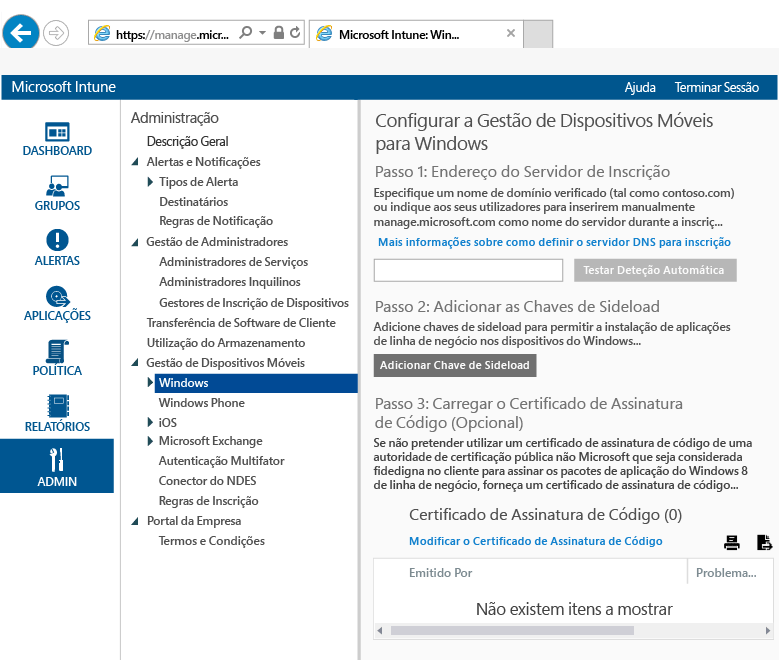 https://manage.micr...
Microsoft Intune: Win...
Microsoft Intune
Ajuda
Terminar Sessão
DASHBOARD
GRUPOS
ALERTAS
APLICAÇÕES
POLÍTICA
RELATÓRIOS
ADMIN
Administração
Descrição Geral
Alertas e Notificações
Tipos de Alerta
Destinatários
Regras de Notificação
Gestão de Administradores
Administradores de Serviços
Administradores Inquilinos
Gestores de Inscrição de Dispositivos
Transferência de Software de Cliente
Utilização do Armazenamento
Gestão de Dispositivos Móveis
Windows
Windows Phone
iOS
Microsoft Exchange
Autenticação Multifator
Conector do NDES
Regras de Inscrição
Portal da Empresa
Termos e Condições
Configurar a Gestão de Dispositivos Móveis
para Windows
Passo 1: Endereço do Servidor de Inscrição
Especifique um nome de domínio verificado (tal como contoso.com)
ou indique aos seus utilizadores para inserirem manualmente
manage.microsoft.com como nome do servidor durante a inscriç...
Mais informações sobre como definir o servidor DNS para inscrição
Testar Deteção Automática
Passo 2: Adicionar as Chaves de Sideload
Adicione chaves de sideload para permitir a instalação de aplicações
de linha de negócio nos dispositivos do Windows...
Adicionar Chave de Sideload
Passo 3: Carregar o Certificado de Assinatura
de Código (Opcional)
Se não pretender utilizar um certificado de assinatura de código de uma
autoridade de certificação pública não Microsoft que seja considerada
fidedigna no cliente para assinar os pacotes de aplicação do Windows 8
de linha de negócio, forneça um certificado de assinatura de código...
Certificado de Assinatura de Código (0)
Modificar o Certificado de Assinatura de Código
Emitido Por
Problema...
Não existem itens a mostrar